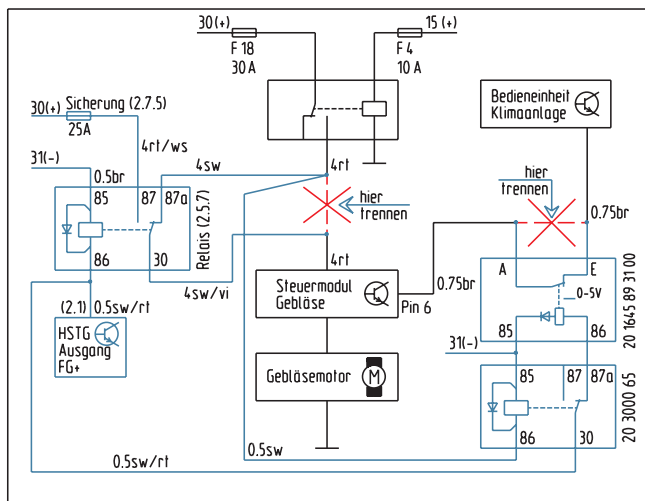 30(+)
15 (+)
F 18
30 A
F 4
10 A
Bedieneinheit
Klimaanlage
30(+)
Sicherung (2.7.5)
25A
4rt/ws
31(-)
4sw
4rt
0.5br
85
87
87a
86
30
Relais (2.5.7)
hier
trennen
hier
trennen
0.75br
4sw/vi
4rt
0.75br
Steuermodul
Gebläse
Pin 6
A
E
0-5V
85
86
20 1645 89 31 00
(2.1)
0.5sw/rt
HSTG
Ausgang
FG+
31(-)
Gebläsemotor
M
85
87
87a
86
30
20 3000 65
0.5sw
0.5sw/rt